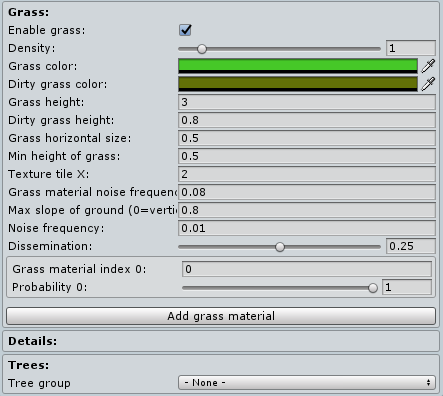 Grass:
Enable grass:
Density: 1
Grass color:
Dirty grass color:
Grass height: 3
Dirty grass height: 0.8
Grass horizontal size: 0.5
Min height of grass: 0.5
Texture tile X: 2
Grass material noise frequenc 0.08
Max slope of ground (0=vertic 0.8
Noise frequency: 0.01
Dissemination: 0.25
Grass material index 0: 0
Probability 0: 1
Add grass material
Details:
Trees:
Tree group - None -